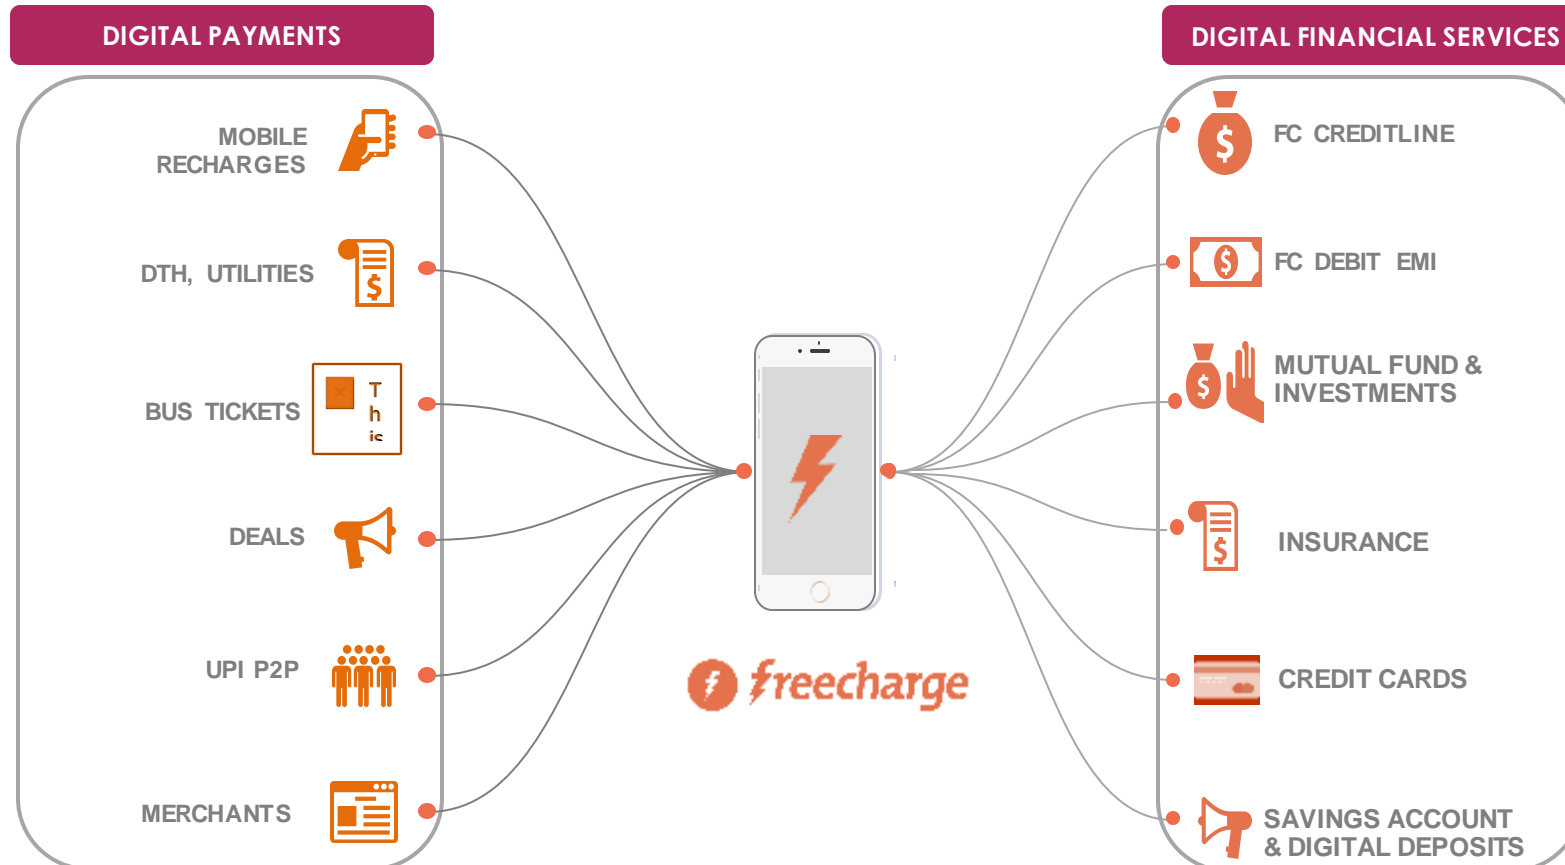 DIGITAL PAYMENTS
MOBILE
RECHARGES
DTH, UTILITIES
BUS TICKETS
T
h
is
DEALS
UPI P2P
MERCHANTS
freecharge
DIGITAL FINANCIAL SERVICES
FC CREDITLINE
FC DEBIT EMI
MUTUAL FUND &
INVESTMENTS
INSURANCE
CREDIT CARDS
SAVINGS ACCOUNT
& DIGITAL DEPOSITS